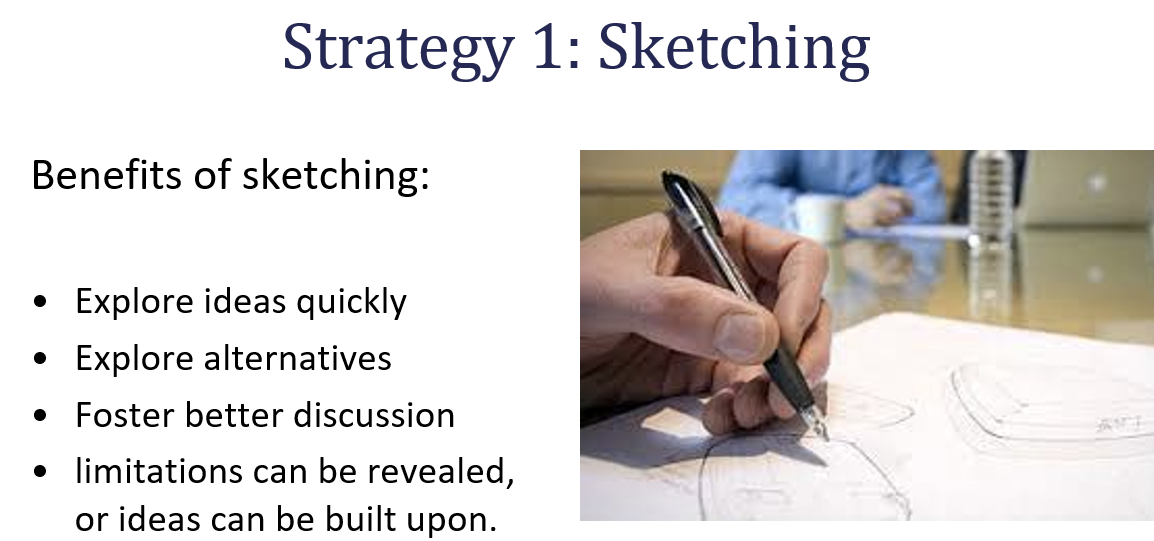 Strategy 1: Sketching
Benefits of sketching:
• Explore ideas quickly
• Explore alternatives
• Foster better discussion
• limitations can be revealed,
or ideas can be built upon.